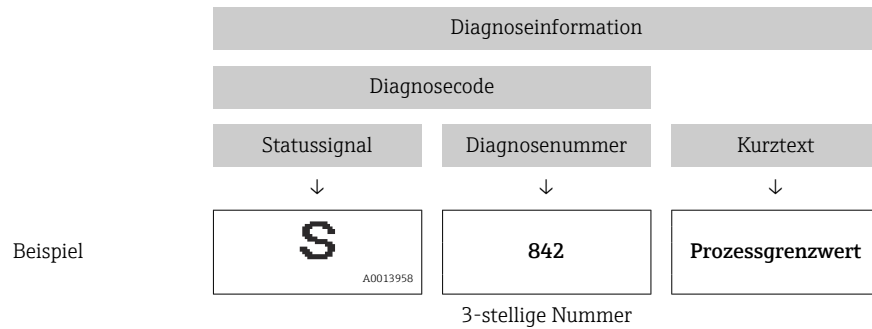 Diagnoseinformation
Diagnosecode
Statussignal Diagnosenummer Kurztext
↓ ↓ ↓
Beispiel S 842 Prozessgrenzwert
A0013958
3-stellige Nummer